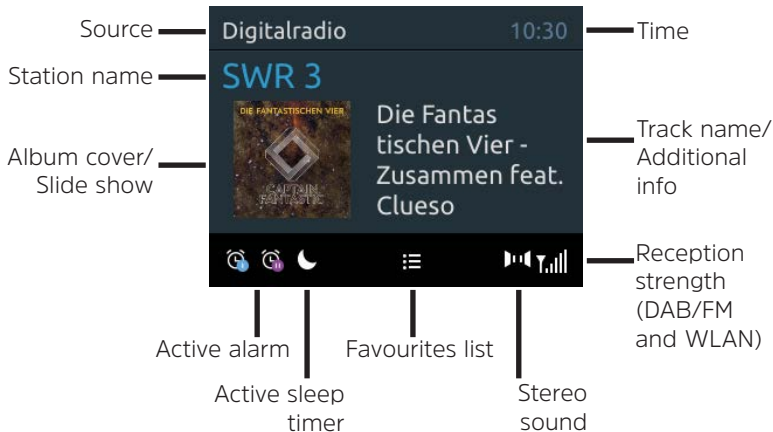 Source
Digitalradio
10:30
Time
Station name
SWR 3
Album cover/
Slide show
DIE FANTASTISCHEN VIER
CAPTAIN
FANTASTIC
Die Fantas
tischen Vier -
Zusammen feat.
Clueso
Track name/
Additional
info
Reception
strength
(DAB/FM
and WLAN)
Active alarm
Favourites list
Active sleep
timer
Stereo
sound